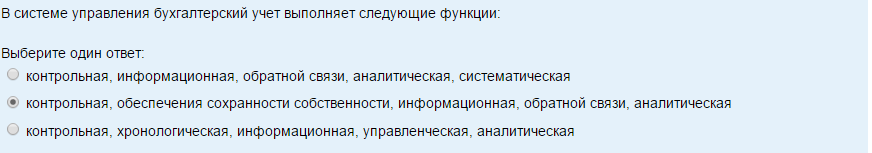 В системе управления бухгалтерский учет выполняет следующие функции:
Выберите один ответ:
контрольная, информационная, обратной связи, аналитическая, систематическая
контрольная, обеспечения сохранности собственности, информационная, обратной связи, аналитическая
контрольная, хронологическая, информационная, управленческая, аналитическая